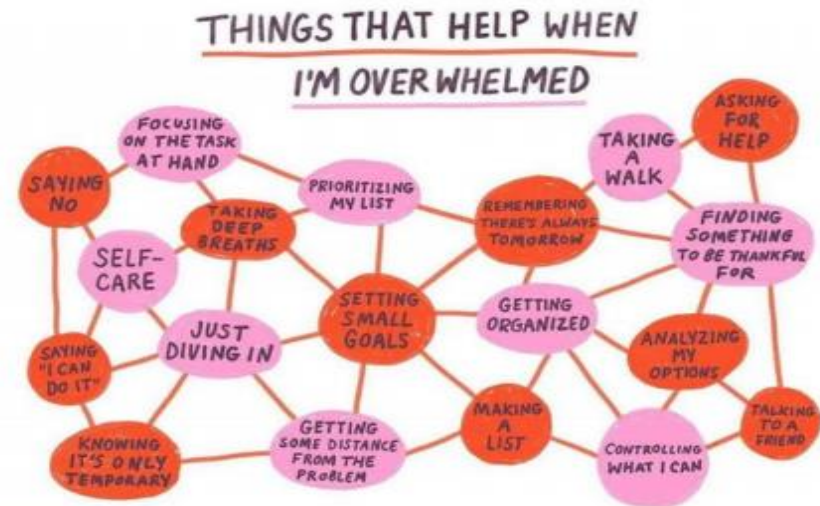 THINGS THAT HELP WHEN
I'M OVERWHELMED
ASKING
FOR
HELP
FOCUSING
ON THE TASK
AT HAND
TAKING
A
WALK
SAYING
NO
PRIORITIZING
MY LIST
REMEMBERING
THERE'S ALWAYS
TOMORROW
TAKING
DEEP
BREATHS
FINDING
SOMETHING
TO BE THANKFUL
FOR
SELF-
CARE
SETTING
SMALL
GOALS
GETTING
ORGANIZED
JUST
DIVING IN
ANALYZING
MY
OPTIONS
SAYING
"I CAN
DO IT"
MAKING
A
LIST
TALKING
TO A
FRIEND
KNOWING
IT'S ONLY
TEMPORARY
GETTING
SOME DISTANCE
FROM THE
PROBLEM
CONTROLLING
WHAT I CAN